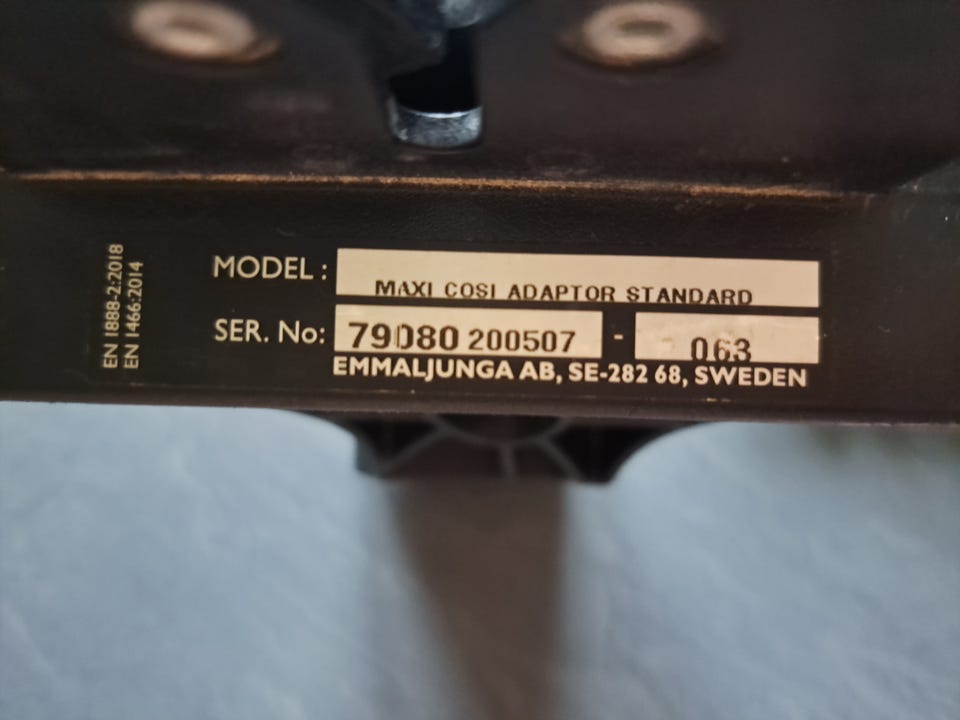 EN 1888-2:2018
EN 1466:2014
MODEL : MAXI COSI ADAPTOR STANDARD
SER. No: 79080 200507 - 063
EMMALJUNGA AB, SE-282 68, SWEDEN